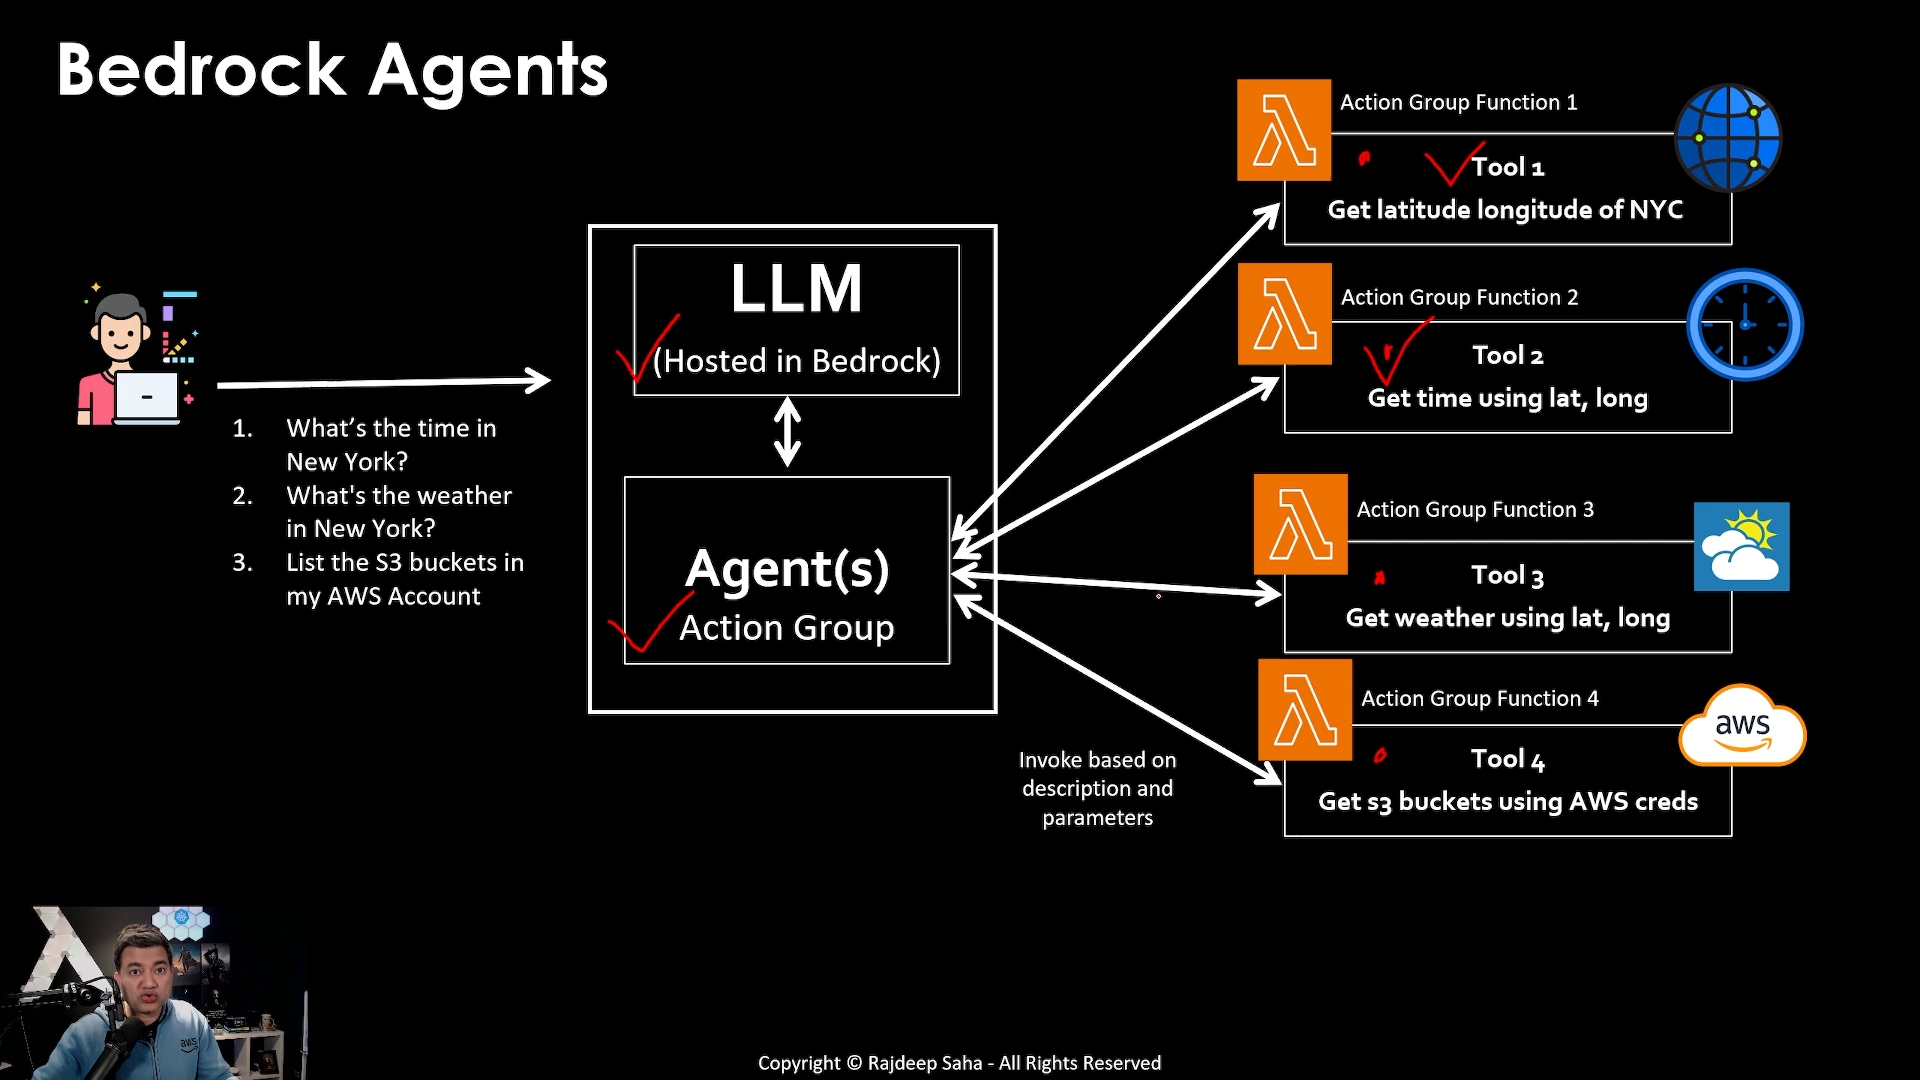 Bedrock Agents
1. What's the time in
New York?
2. What's the weather
in New York?
3. List the S3 buckets in
my AWS Account
LLM
(Hosted in Bedrock)
Agent(s)
Action Group
Invoke based on
description and
parameters
Action Group Function 1
Tool 1
Get latitude longitude of NYC
Action Group Function 2
Tool 2
Get time using lat, long
Action Group Function 3
Tool 3
Get weather using lat, long
Action Group Function 4
aws
Tool 4
Get s3 buckets using AWS creds
aws
Copyright © Rajdeep Saha - All Rights Reserved